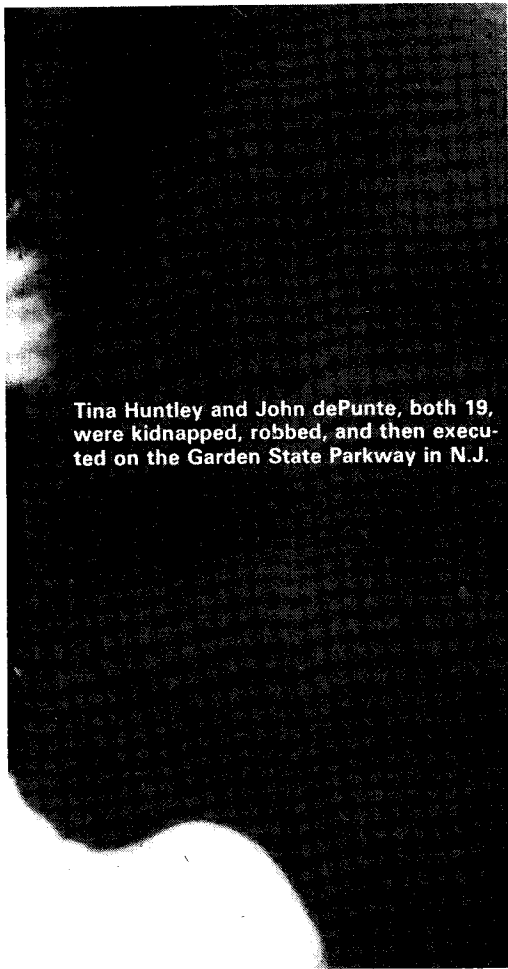 Tina Huntley and John dePunte, both 19,
were kidnapped, robbed, and then execu-
ted on the Garden State Parkway in N.J.